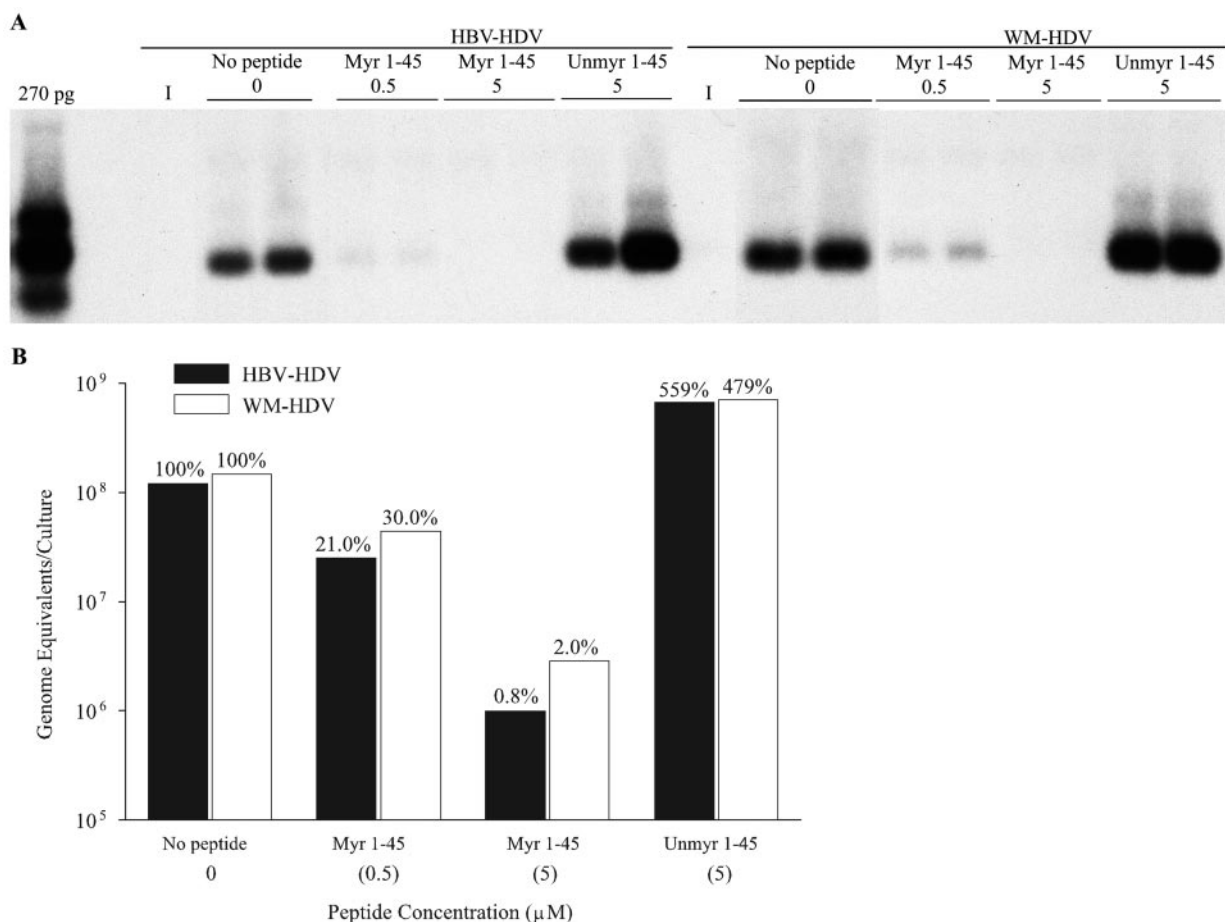 A
HBV-HDV WM-HDV
No peptide Myr 1-45 Myr 1-45 Unmyr 1-45 No peptide Myr 1-45 Myr 1-45 Unmyr 1-45
270 pg I 0 0.5 5 5 I 0 0.5 5 5
B
HBV-HDV
WM-HDV
10⁹
10⁸
10⁷
10⁶
10⁵
Genome Equivalents/Culture
100% 100%
21.0% 30.0%
0.8% 2.0%
559% 479%
No peptide Myr 1-45 Myr 1-45 Unmyr 1-45
0 (0.5) (5) (5)
Peptide Concentration (μM)